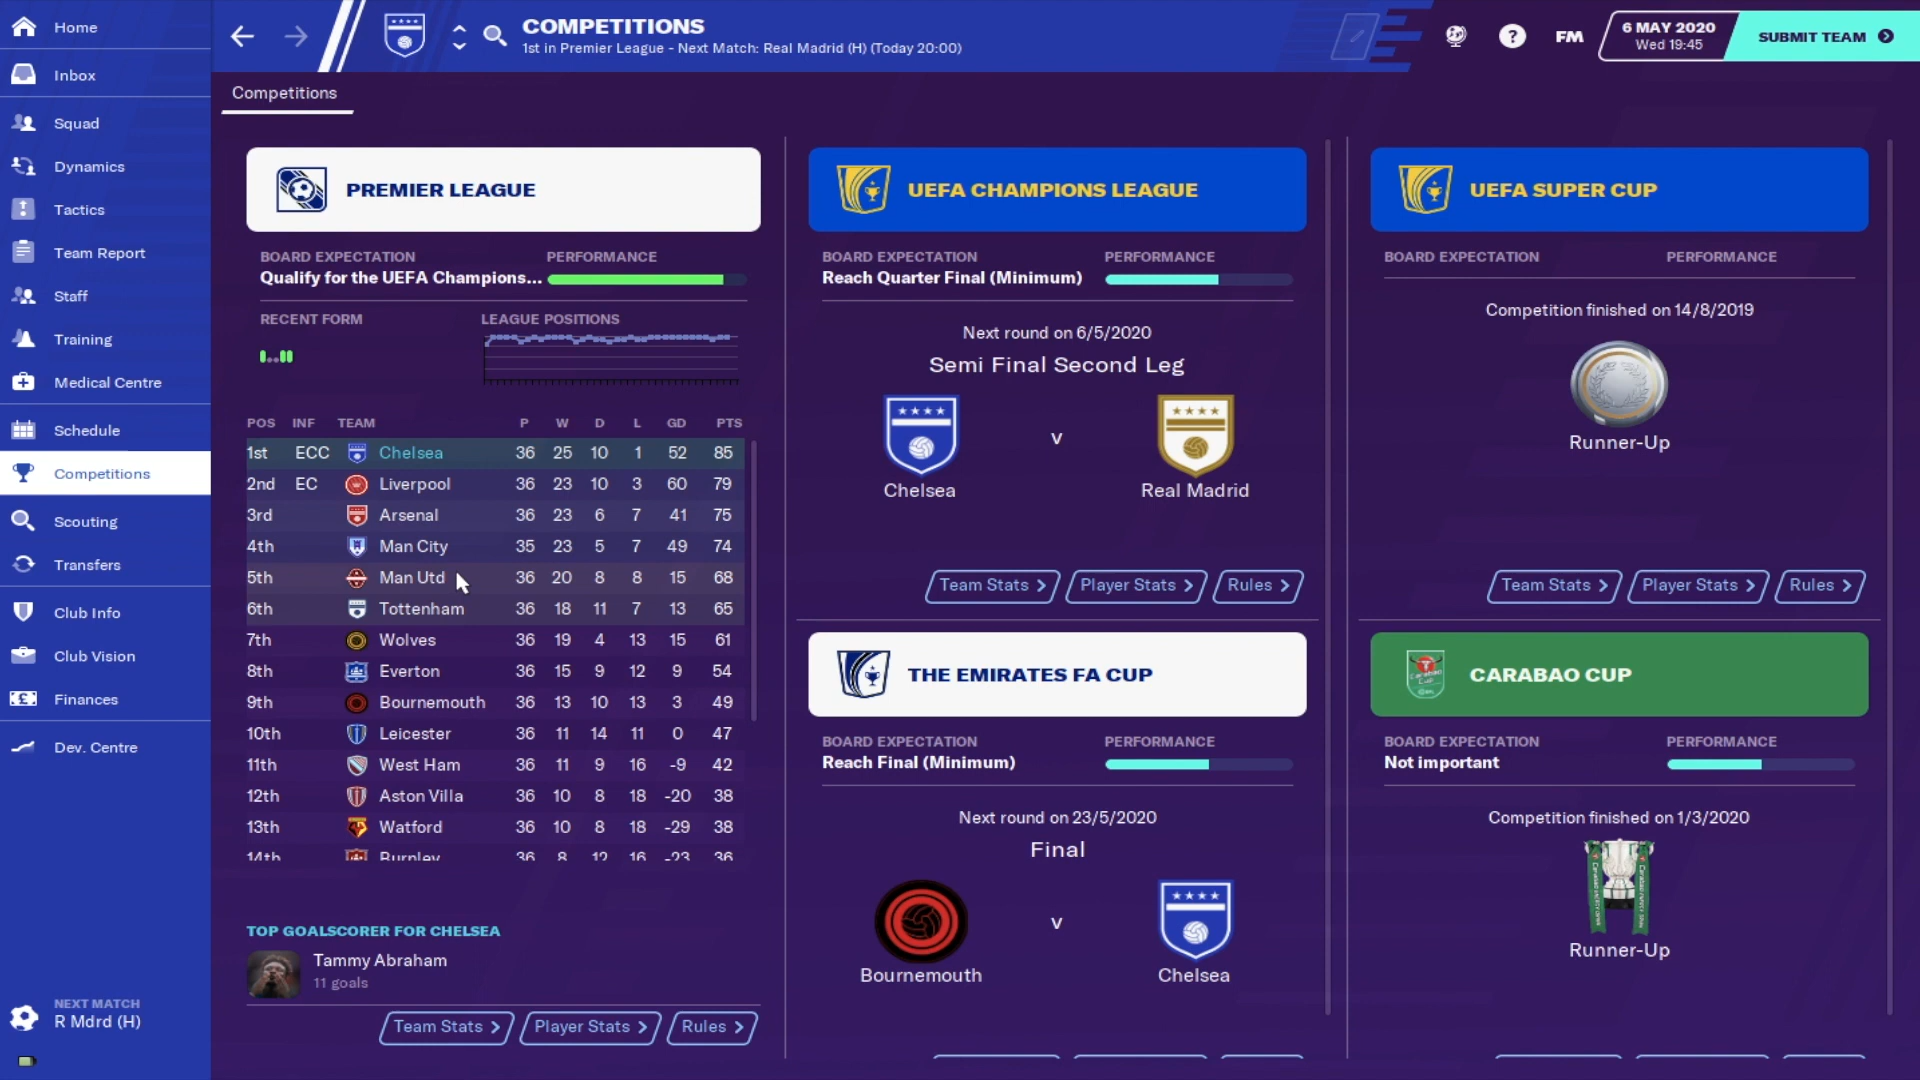 Home
Inbox
Squad
Dynamics
Tactics
Team Report
Staff
Training
Medical Centre
Schedule
Competitions
Scouting
Transfers
Club Info
Club Vision
Finances
Dev. Centre
NEXT MATCH
R Mdrd (H)
COMPETITIONS
1st in Premier League - Next Match: Real Madrid (H) (Today 20:00)
?
FM
6 MAY 2020
Wed 19:45
SUBMIT TEAM
Competitions
PREMIER LEAGUE
BOARD EXPECTATION PERFORMANCE
Qualify for the UEFA Champions...
RECENT FORM LEAGUE POSITIONS
POS INF TEAM P W D L GD PTS
1st ECC Chelsea 36 25 10 1 52 85
2nd EC Liverpool 36 23 10 3 60 79
3rd Arsenal 36 23 6 7 41 75
4th Man City 35 23 5 7 49 74
5th Man Utd 36 20 8 8 15 68
6th Tottenham 36 18 11 7 13 65
7th Wolves 36 19 4 13 15 61
8th Everton 36 15 9 12 9 54
9th Bournemouth 36 13 10 13 3 49
10th Leicester 36 11 14 11 0 47
11th West Ham 36 11 9 16 -9 42
12th Aston Villa 36 10 8 18 -20 38
13th Watford 36 10 8 18 -29 38
14th Burnley 36 8 12 16 -23 36
TOP GOALSCORER FOR CHELSEA
Tammy Abraham
11 goals
Team Stats Player Stats Rules
UEFA CHAMPIONS LEAGUE
BOARD EXPECTATION PERFORMANCE
Reach Quarter Final (Minimum)
Next round on 6/5/2020
Semi Final Second Leg
v
Chelsea Real Madrid
Team Stats Player Stats Rules
THE EMIRATES FA CUP
BOARD EXPECTATION PERFORMANCE
Reach Final (Minimum)
Next round on 23/5/2020
Final
v
Bournemouth Chelsea
UEFA SUPER CUP
BOARD EXPECTATION PERFORMANCE
Competition finished on 14/8/2019
Runner-Up
Team Stats Player Stats Rules
CARABAO CUP
BOARD EXPECTATION PERFORMANCE
Not important
Competition finished on 1/3/2020
Runner-Up